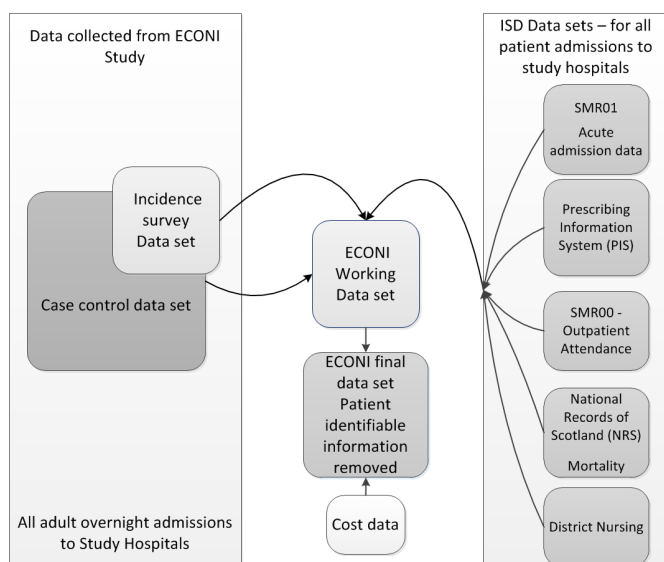 Data collected from ECONI
Study
Incidence
survey
Data set
Case control data set
All adult overnight admissions
to Study Hospitals
ECONI
Working
Data set
ECONI final
data set
Patient
identifiable
information
removed
Cost data
ISD Data sets – for all
patient admissions to
study hospitals
SMR01
Acute
admission data
Prescribing
Information
System (PIS)
SMR00 -
Outpatient
Attendance
National
Records of
Scotland (NRS)
Mortality
District Nursing